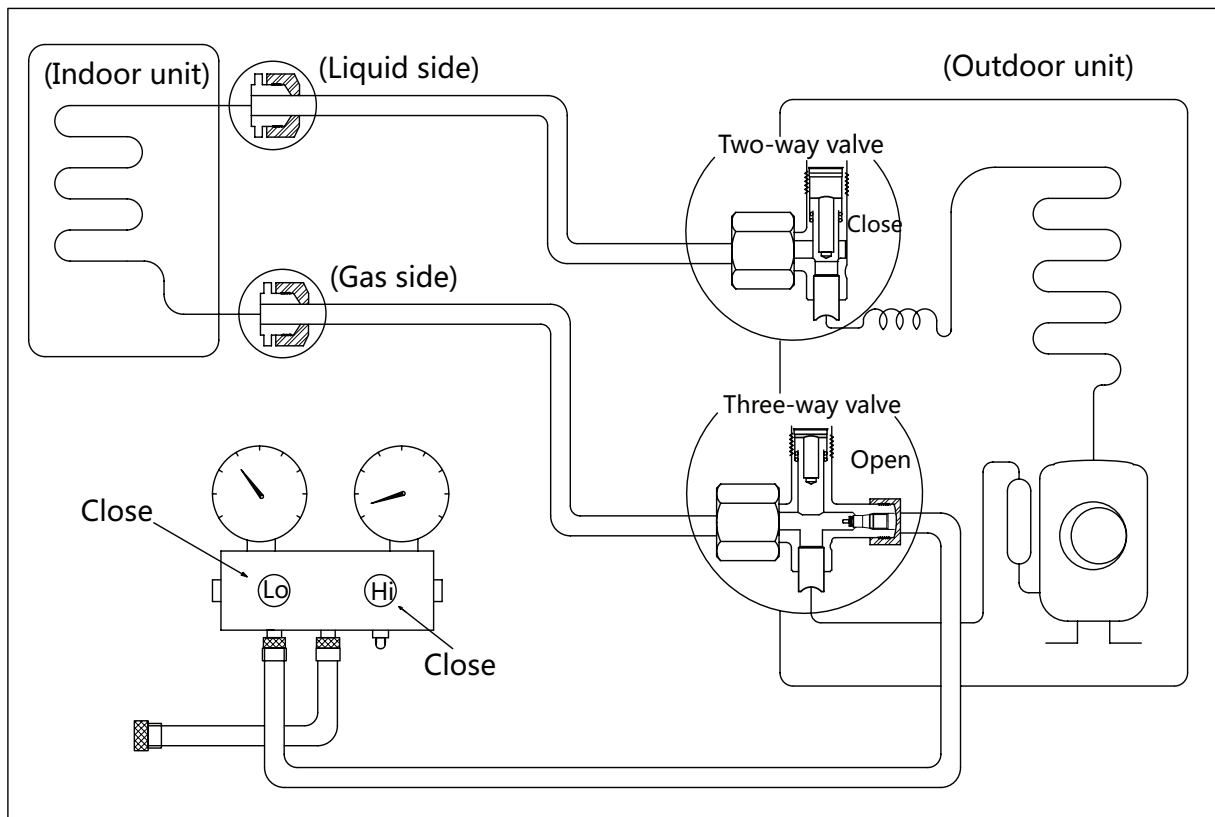 (Indoor unit)
(Liquid side)
(Outdoor unit)
Two-way valve
Close
(Gas side)
Three-way valve
Open
Close
Lo
Hi
Close